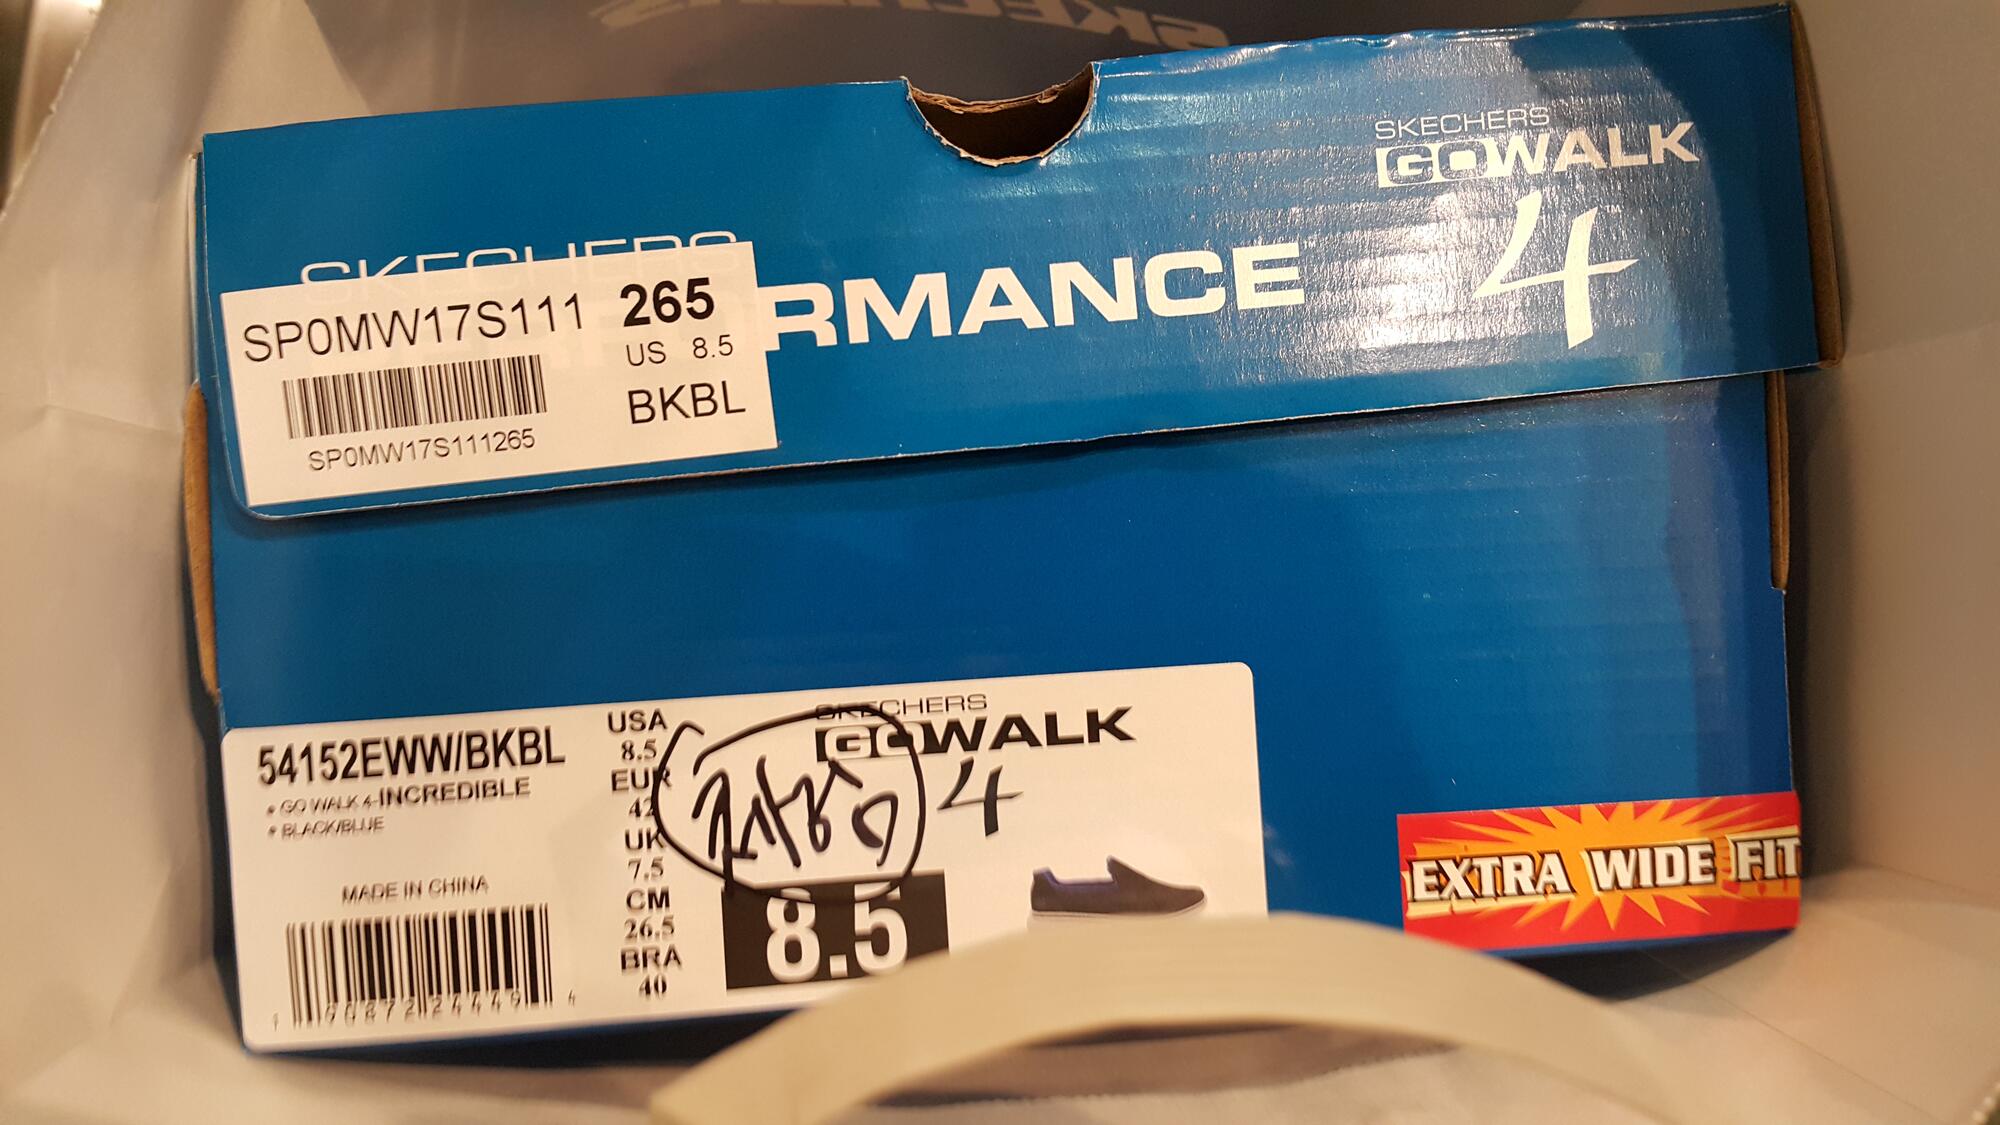 SKECHERS
SKECHERS
GOWALK
4
SKECHERS
RMANCE
SP0MW17S111
265
US 8.5
BKBL
SP0MW17S111265
54152EWW/BKBL
• GO WALK 4-INCREDIBLE
• BLACK/BLUE
MADE IN CHINA
USA
8.5
EUR
42
UK
7.5
CM
26.5
BRA
40
SKECHERS
GOWALK
4
8.5
EXTRA WIDE FIT